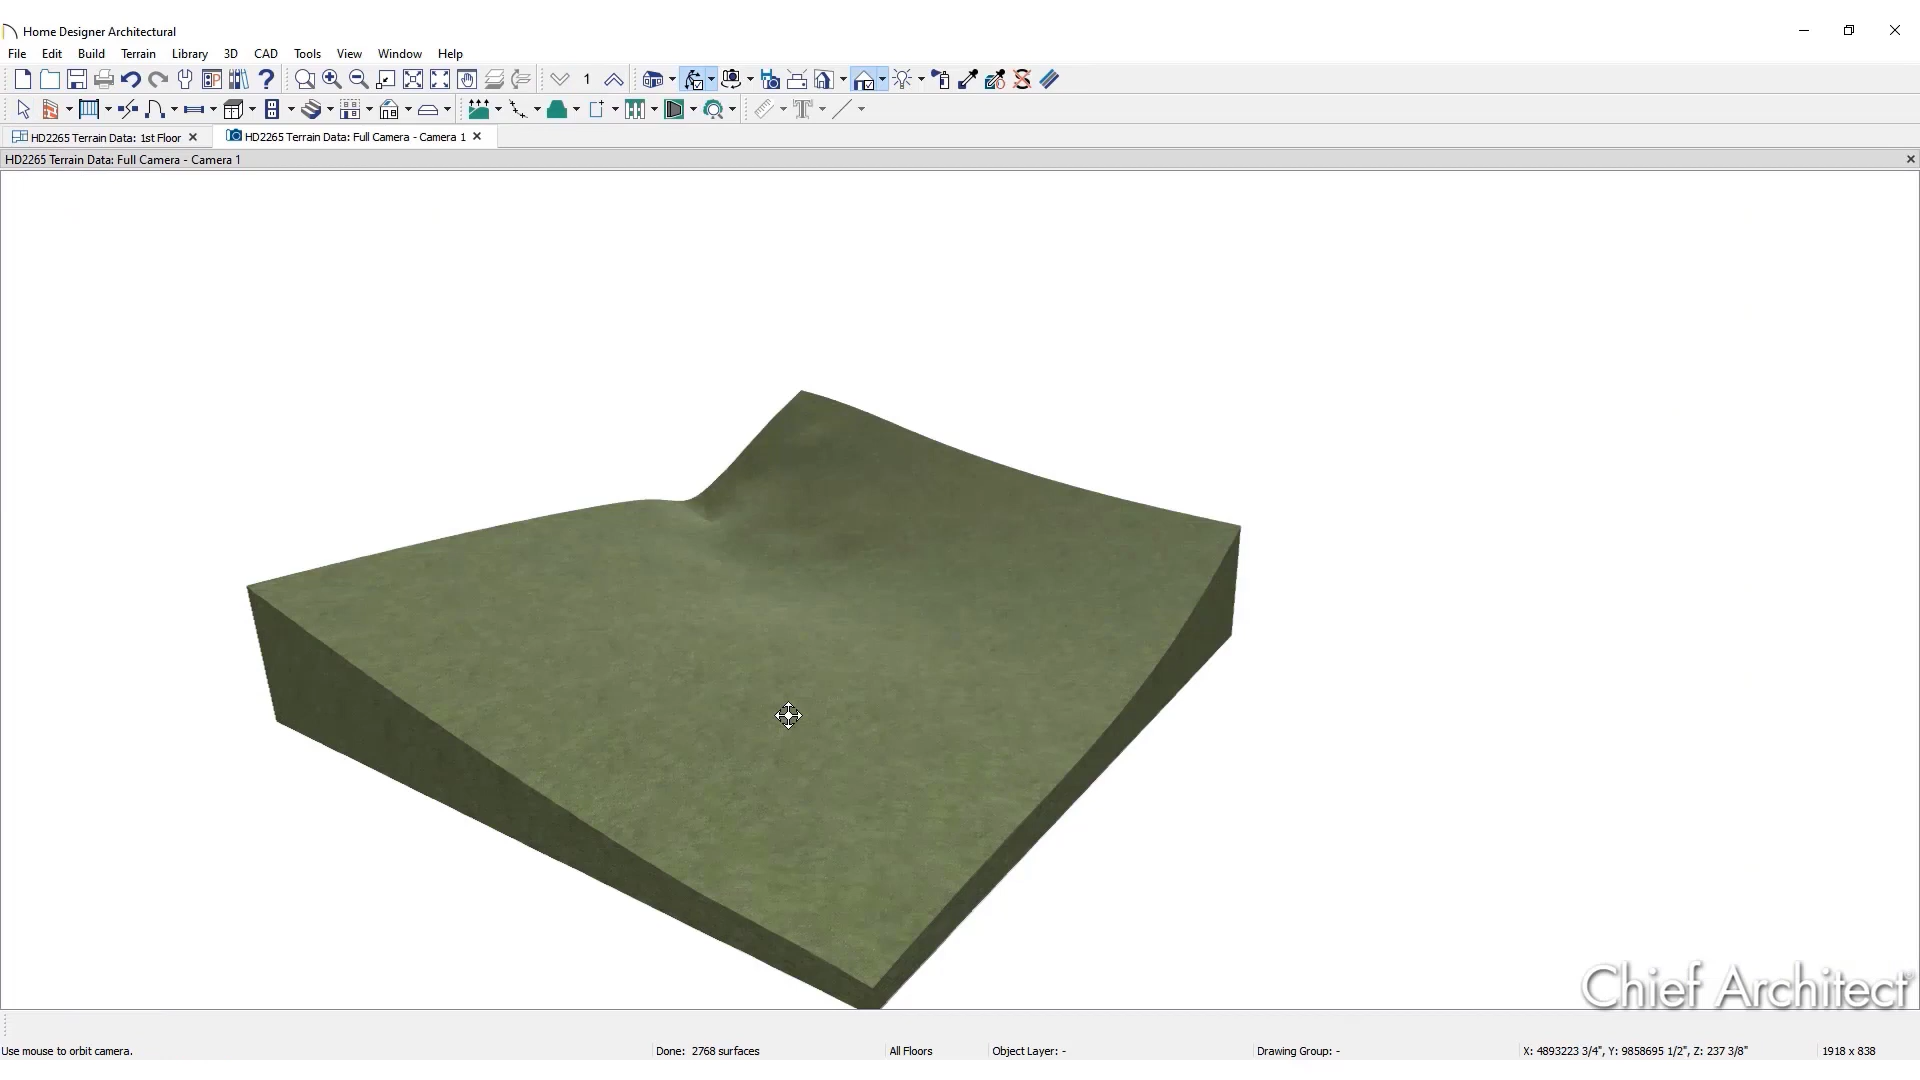 Home Designer Architectural
File Edit Build Terrain Library 3D CAD Tools View Window Help
1
HD2265 Terrain Data: 1st Floor HD2265 Terrain Data: Full Camera - Camera 1
HD2265 Terrain Data: Full Camera - Camera 1
Chief Architect®
Use mouse to orbit camera. Done: 2768 surfaces All Floors Object Layer: - Drawing Group: - X: 4893223 3/4", Y: 9858695 1/2", Z: 237 3/8" 1918 x 838